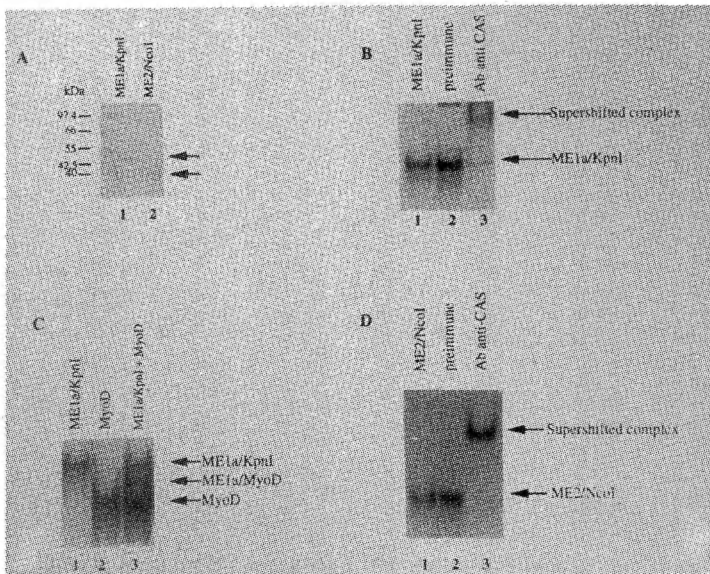 A
kDa
ME1a/KpnI
ME2/NcoI
97.4
66
55
42.5
40
1 2
B
ME1a/KpnI
preimmune
Ab anti CAS
Supershifted complex
ME1a/KpnI
1 2 3
C
ME1a/KpnI
MyoD
ME1a/KpnI + MyoD
ME1a/KpnI
ME1a/MyoD
MyoD
1 2 3
D
ME2/NcoI
preimmune
Ab anti-CAS
Supershifted complex
ME2/NcoI
1 2 3